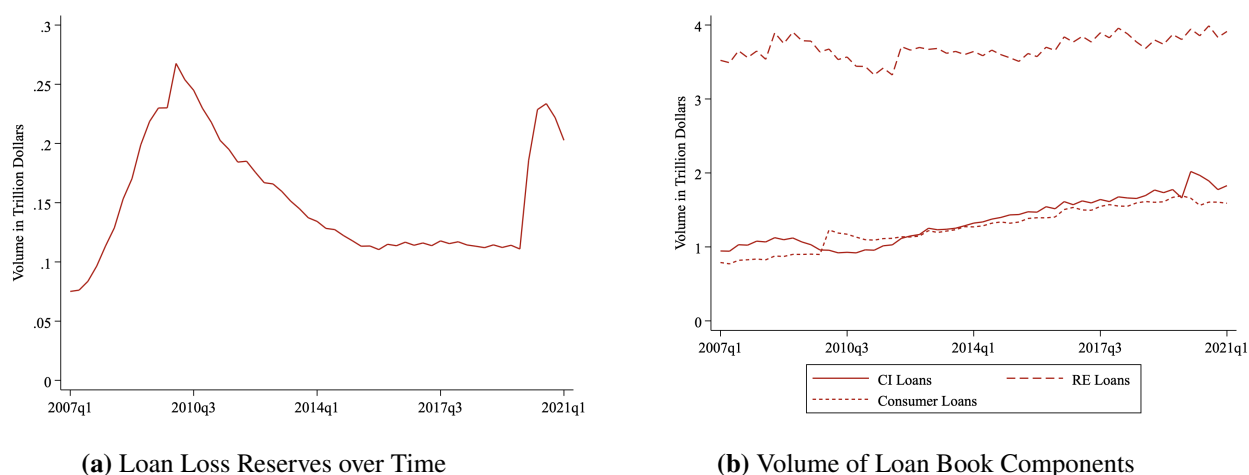 Volume in Trillion Dollars
.3
.25
.2
.15
.1
.05
0
2007q1
2010q3
2014q1
2017q3
2021q1
(a) Loan Loss Reserves over Time
Volume in Trillion Dollars
4
3
2
1
0
2007q1
2010q3
2014q1
2017q3
2021q1
CI Loans
RE Loans
Consumer Loans
(b) Volume of Loan Book Components